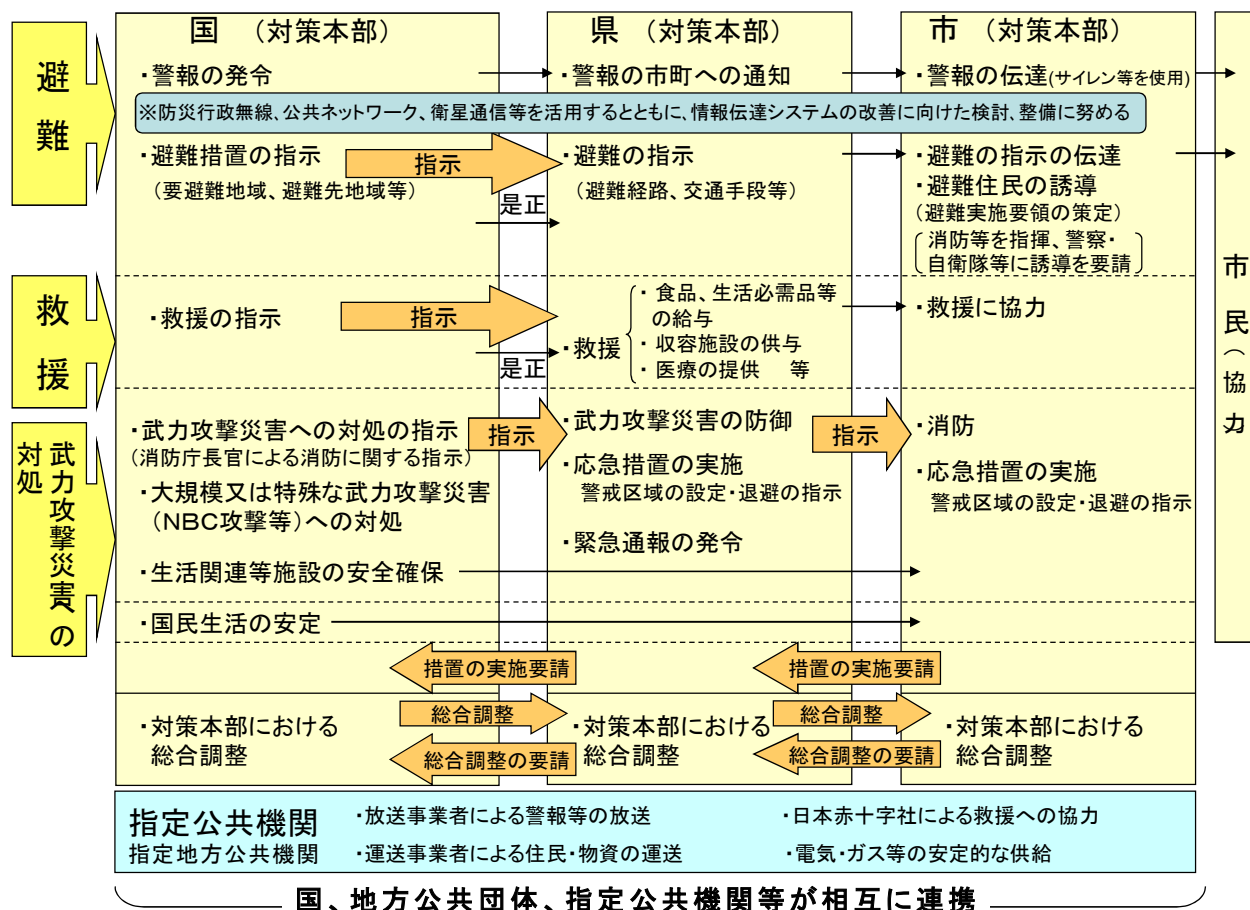 国 (対策本部)
県 (対策本部)
市 (対策本部)
避難
・警報の発令
・警報の市町への通知
・警報の伝達(サイレン等を使用)
※防災行政無線、公共ネットワーク、衛星通信等を活用するとともに、情報伝達システムの改善に向けた検討、整備に努める
・避難措置の指示
(要避難地域、避難先地域等)
指示
是正
・避難の指示
(避難経路、交通手段等)
・避難の指示の伝達
・避難住民の誘導
(避難実施要領の策定)
消防等を指揮、警察・
自衛隊等に誘導を要請
救援
・救援の指示
指示
是正
・救援
・食品、生活必需品等
の給与
・収容施設の供与
・医療の提供 等
・救援に協力
市民(協力)
武力攻撃災害への
対処
・武力攻撃災害への対処の指示
(消防庁長官による消防に関する指示)
・大規模又は特殊な武力攻撃災害
(NBC攻撃等)への対処
・生活関連等施設の安全確保
指示
・武力攻撃災害の防御
・応急措置の実施
警戒区域の設定・退避の指示
・緊急通報の発令
指示
・消防
・応急措置の実施
警戒区域の設定・退避の指示
・国民生活の安定
措置の実施要請
措置の実施要請
・対策本部における
総合調整
総合調整
総合調整の要請
・対策本部における
総合調整
総合調整
総合調整の要請
・対策本部における
総合調整
指定公共機関
指定地方公共機関
・放送事業者による警報等の放送
・日本赤十字社による救援への協力
・運送事業者による住民・物資の運送
・電気・ガス等の安定的な供給
国、地方公共団体、指定公共機関等が相互に連携